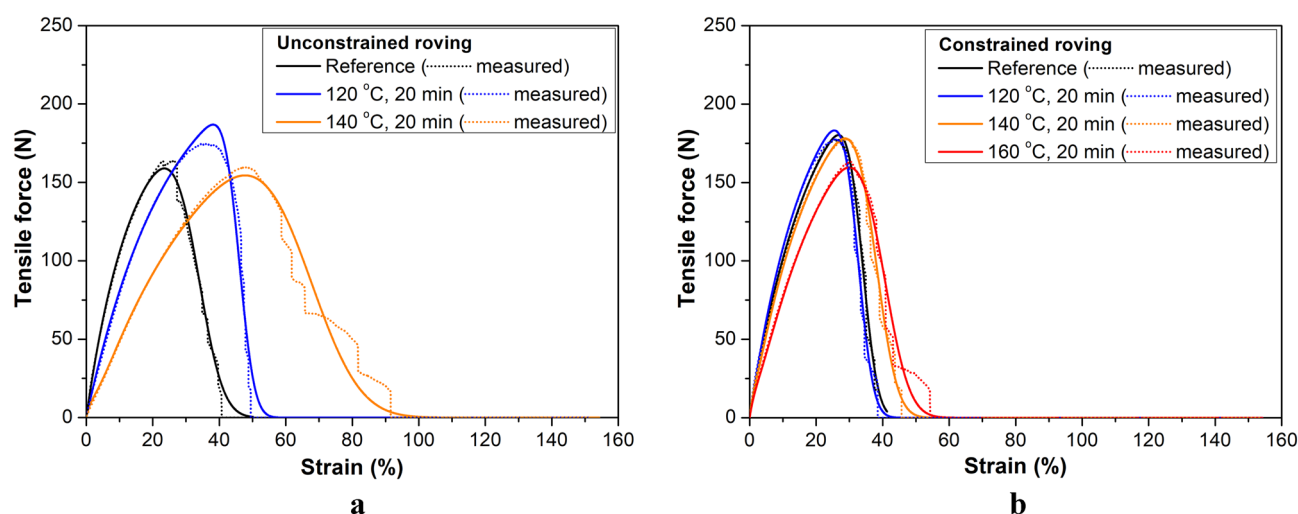 250
200
150
100
50
0
Tensile force (N)
Unconstrained roving
Reference ( measured)
120 °C, 20 min ( measured)
140 °C, 20 min ( measured)
0 20 40 60 80 100 120 140 160
Strain (%)
a
250
200
150
100
50
0
Tensile force (N)
Constrained roving
Reference ( measured)
120 °C, 20 min ( measured)
140 °C, 20 min ( measured)
160 °C, 20 min ( measured)
0 20 40 60 80 100 120 140 160
Strain (%)
b